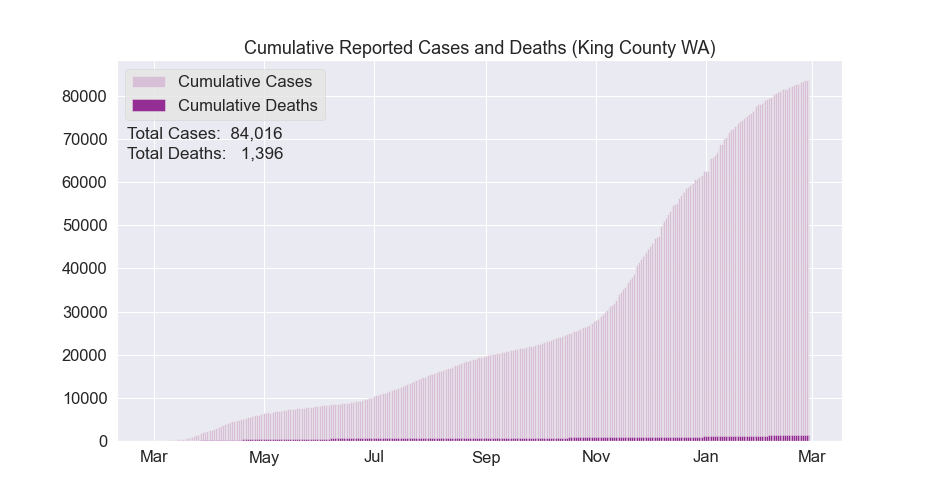 Cumulative Reported Cases and Deaths (King County WA)
Cumulative Cases
Cumulative Deaths
Total Cases:  84,016
Total Deaths:   1,396
80000
70000
60000
50000
40000
30000
20000
10000
0
Mar May Jul Sep Nov Jan Mar